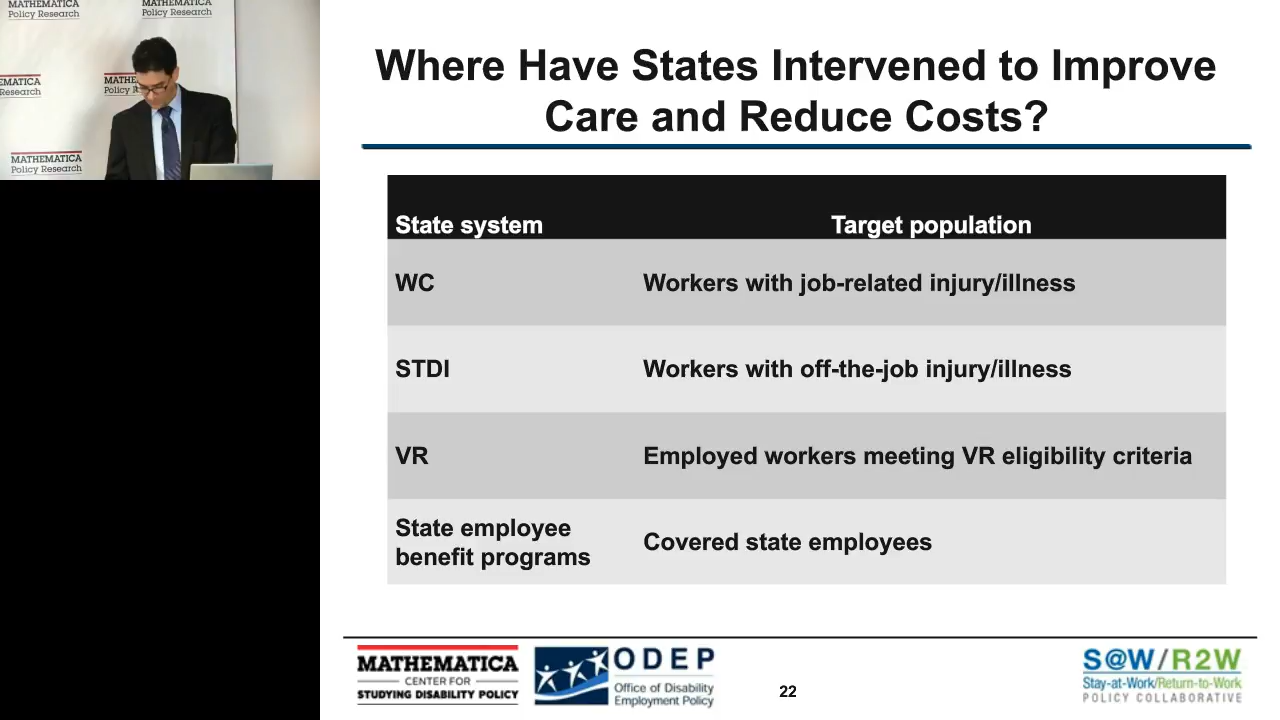 MATHEMATICA
Policy Research
MATHEMATICA
Policy Research
EMATICA
Research
MATHE
Policy R
MATHEMATICA
Policy Research
Where Have States Intervened to Improve
Care and Reduce Costs?
State system Target population
WC Workers with job-related injury/illness
STDI Workers with off-the-job injury/illness
VR Employed workers meeting VR eligibility criteria
State employee
benefit programs Covered state employees
MATHEMATICA
CENTER FOR
STUDYING DISABILITY POLICY
ODEP
Office of Disability
Employment Policy
22
S@W/R2W
Stay-at-Work/Return-to-Work
POLICY COLLABORATIVE